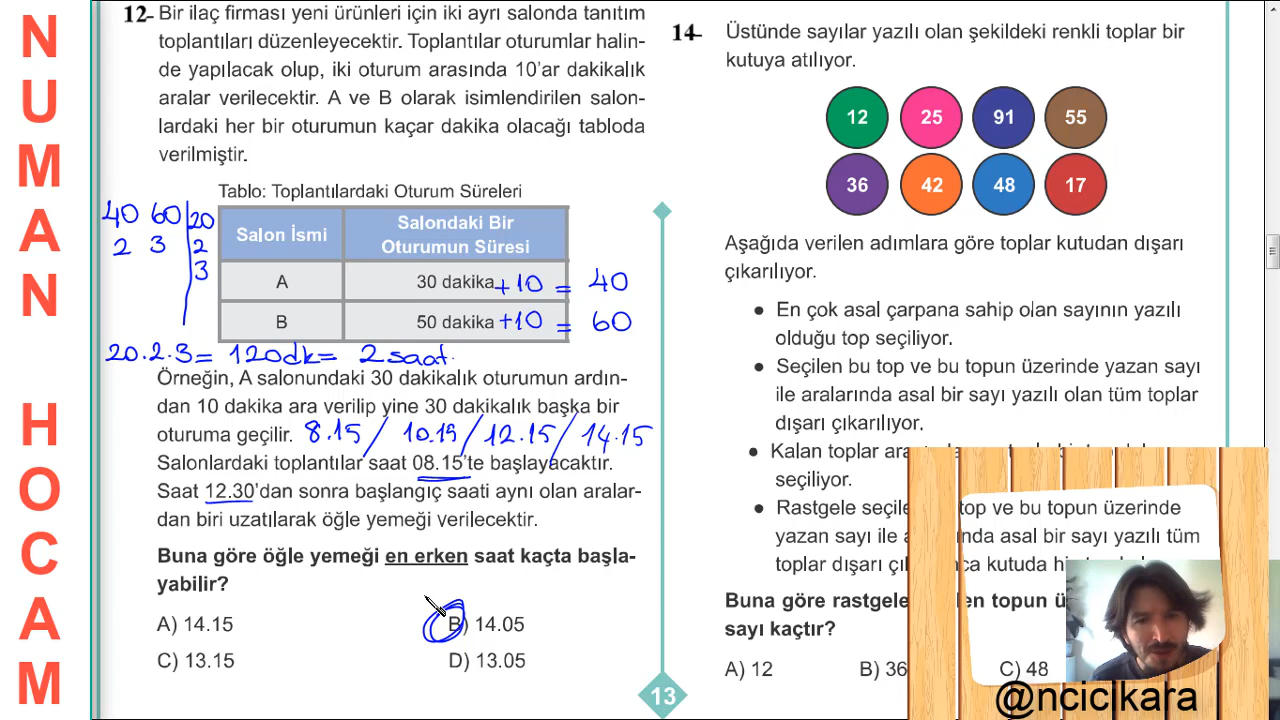 NUMAN HOCAM
12- Bir ilaç firması yeni ürünleri için iki ayrı salonda tanıtım
toplantıları düzenleyecektir. Toplantılar oturumlar halin-
de yapılacak olup, iki oturum arasında 10'ar dakikalık
aralar verilecektir. A ve B olarak isimlendirilen salon-
lardaki her bir oturumun kaçar dakika olacağı tabloda
verilmiştir.
Tablo: Toplantılardaki Oturum Süreleri
40 60 20
2 3 2
3
Salon İsmi Salondaki Bir
Oturumun Süresi
A 30 dakika +10 = 40
B 50 dakika +10 = 60
20.2.3= 120dk= 2 saat
Örneğin, A salonundaki 30 dakikalık oturumun ardın-
dan 10 dakika ara verilip yine 30 dakikalık başka bir
oturuma geçilir. 8.15 / 10.15 / 12.15 / 14.15
Salonlardaki toplantılar saat 08.15'te başlayacaktır.
Saat 12.30'dan sonra başlangıç saati aynı olan aralar-
dan biri uzatılarak öğle yemeği verilecektir.
Buna göre öğle yemeği en erken saat kaçta başla-
yabilir?
A) 14.15 B) 14.05
C) 13.15 D) 13.05
13
14- Üstünde sayılar yazılı olan şekildeki renkli toplar bir
kutuya atılıyor.
12 25 91 55
36 42 48 17
Aşağıda verilen adımlara göre toplar kutudan dışarı
çıkarılıyor.
● En çok asal çarpana sahip olan sayının yazılı
olduğu top seçiliyor.
● Seçilen bu top ve bu topun üzerinde yazan sayı
ile aralarında asal bir sayı yazılı olan tüm toplar
dışarı çıkarılıyor.
● Kalan toplar
seçiliyor.
● Rastgele top ve bu topun üzerinde
yazan sayı ile asal bir sayı yazılı tüm
toplar dışarı kutuda
Buna göre rastgele topun
sayı kaçtır?
A) 12 B) 36 C) 48
@ncickara